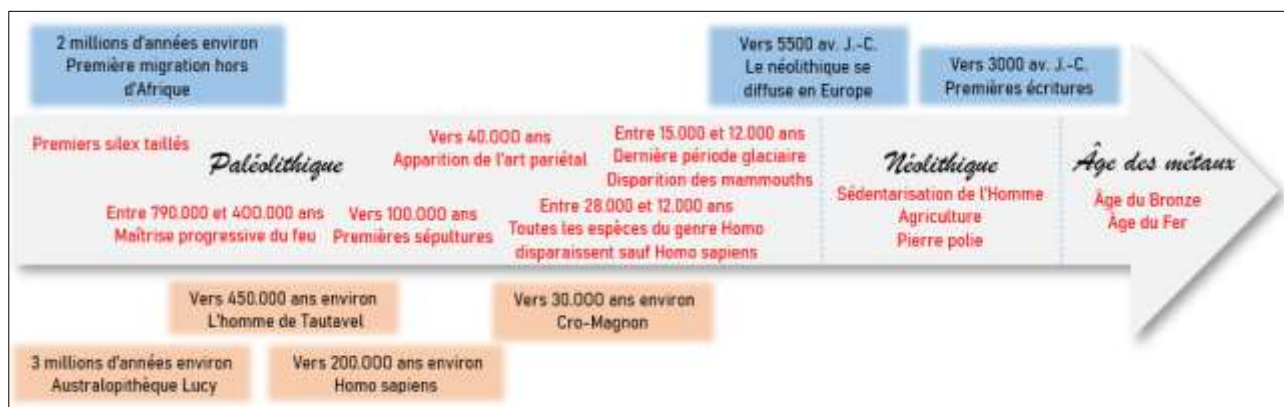 2 millions d'années environ
Première migration hors
d'Afrique
Vers 5500 av. J.-C.
Le néolithique se
diffuse en Europe
Vers 3000 av. J.-C.
Premières écritures
Premiers silex taillés
Paléolithique
Vers 40.000 ans
Apparition de l'art pariétal
Entre 15.000 et 12.000 ans
Dernière période glaciaire
Disparition des mammouths
Néolithique
Sédentarisation de l'Homme
Agriculture
Pierre polie
Âge des métaux
Âge du Bronze
Âge du Fer
Entre 790.000 et 400.000 ans
Maîtrise progressive du feu
Vers 100.000 ans
Premières sépultures
Entre 28.000 et 12.000 ans
Toutes les espèces du genre Homo
disparaissent sauf Homo sapiens
Vers 450.000 ans environ
L'homme de Tautavel
Vers 30.000 ans environ
Cro-Magnon
3 millions d'années environ
Australopithèque Lucy
Vers 200.000 ans environ
Homo sapiens